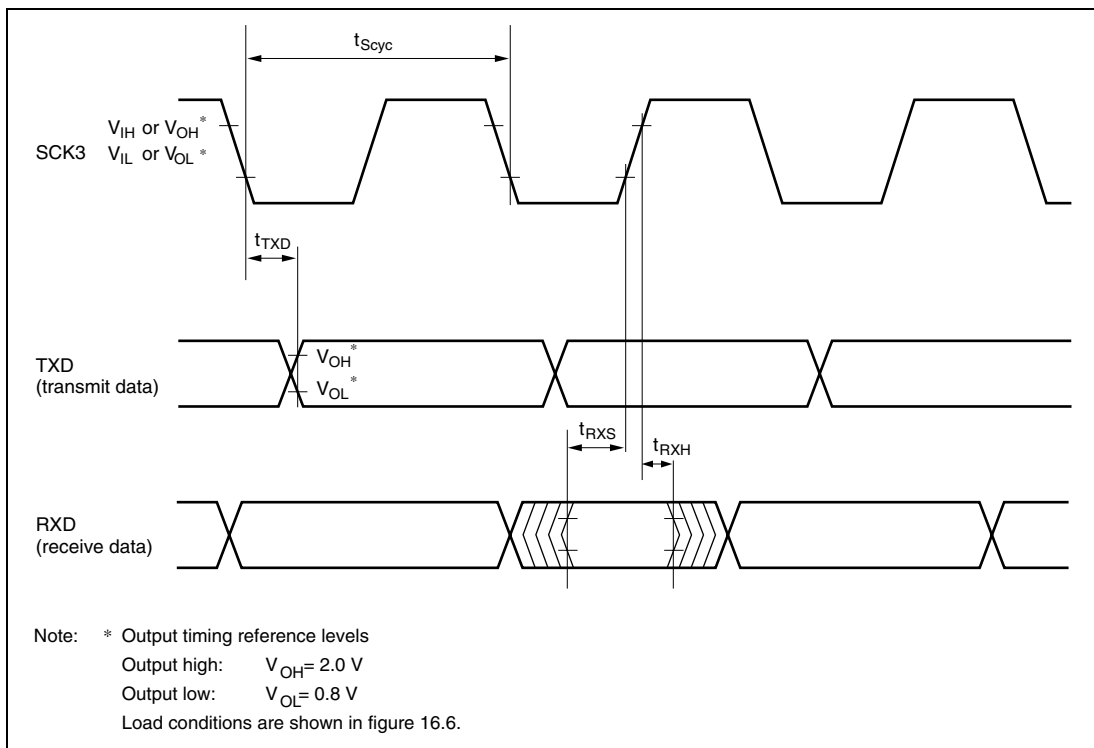 tScyc
VIH or VOH*
SCK3 VIL or VOL*
tTXD
TXD
(transmit data)
VOH*
VOL*
tRXS
tRXH
RXD
(receive data)
Note: * Output timing reference levels
Output high: VOH= 2.0 V
Output low: VOL= 0.8 V
Load conditions are shown in figure 16.6.